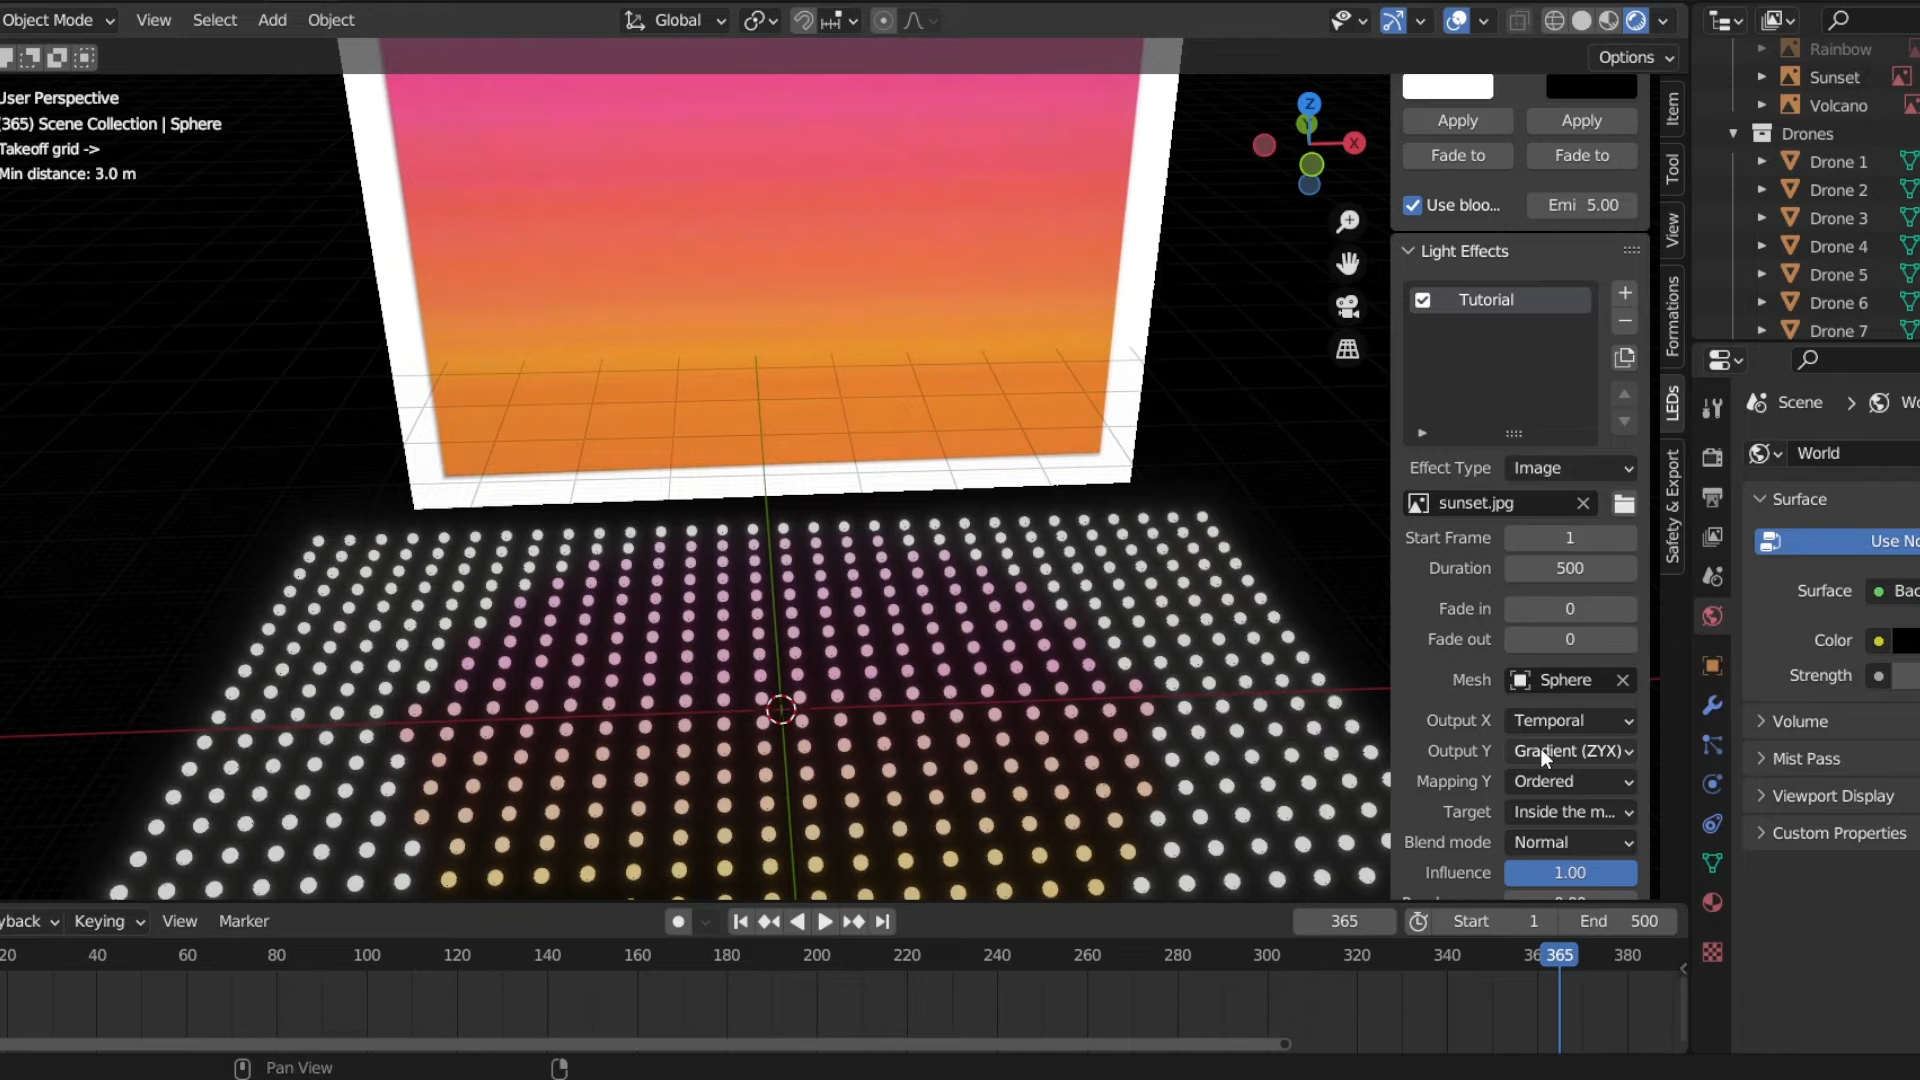 Object Mode View Select Add Object Global
Options
User Perspective
(365) Scene Collection | Sphere
Takeoff grid ->
Min distance: 3.0 m
Z
Y
X
Apply Apply
Fade to Fade to
Use bloo... Emi 5.00
Light Effects
Tutorial
Effect Type Image
sunset.jpg
Start Frame 1
Duration 500
Fade in 0
Fade out 0
Mesh Sphere
Output X Temporal
Output Y Gradient (ZYX)
Mapping Y Ordered
Target Inside the m...
Blend mode Normal
Influence 1.00
Item
Tool
View
Formations
LEDs
Safety & Export
Rainbow
Sunset
Volcano
Drones
Drone 1
Drone 2
Drone 3
Drone 4
Drone 5
Drone 6
Drone 7
Scene > Wo
World
Surface
Use No
Surface Bac
Color
Strength
Volume
Mist Pass
Viewport Display
Custom Properties
yback Keying View Marker 365 Start 1 End 500
20 40 60 80 100 120 140 160 180 200 220 240 260 280 300 320 340 36 365 380
Pan View